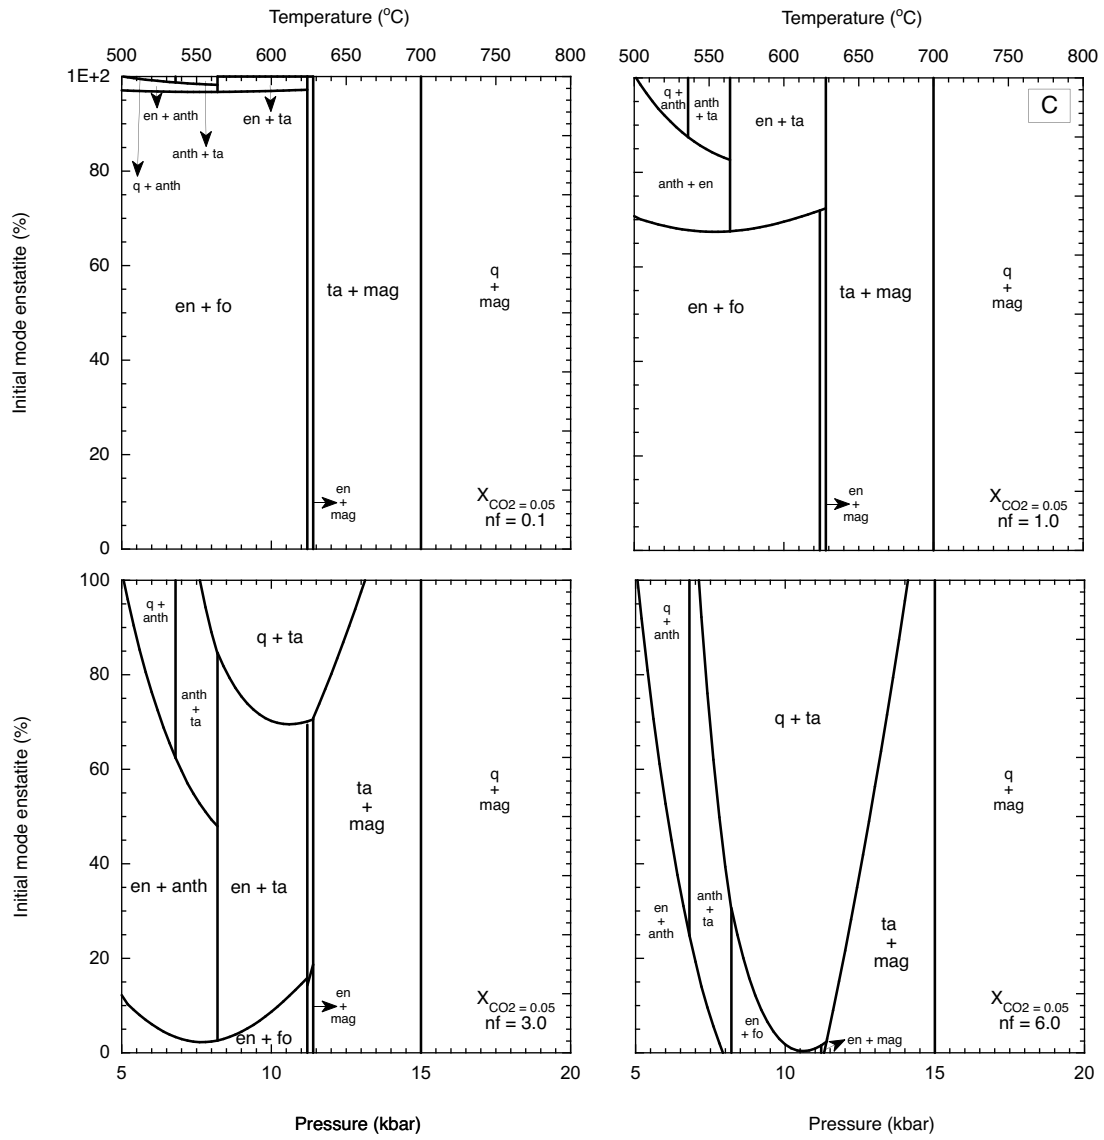 Temperature (°C)
500 550 600 650 700 750 800
Temperature (°C)
500 550 600 650 700 750 800
Initial mode enstatite (%)
1E+2
80
60
40
20
0
en + anth
en + ta
anth + ta
q + anth
en + fo
ta + mag
q
+
mag
en
+
mag
XCO2 = 0.05
nf = 0.1
C
q +
anth
anth
+ ta
en + ta
anth + en
en + fo
ta + mag
q
+
mag
en
+
mag
XCO2 = 0.05
nf = 1.0
Initial mode enstatite (%)
100
80
60
40
20
0
q +
anth
q + ta
anth
+
ta
ta
+
mag
q
+
mag
en + anth
en + ta
en + fo
en
+
mag
XCO2 = 0.05
nf = 3.0
5 10 15 20
Pressure (kbar)
q
+
anth
q + ta
q
+
mag
en
+
anth
anth
+
ta
ta
+
mag
en
+ fo
en + mag
XCO2 = 0.05
nf = 6.0
5 10 15 20
Pressure (kbar)